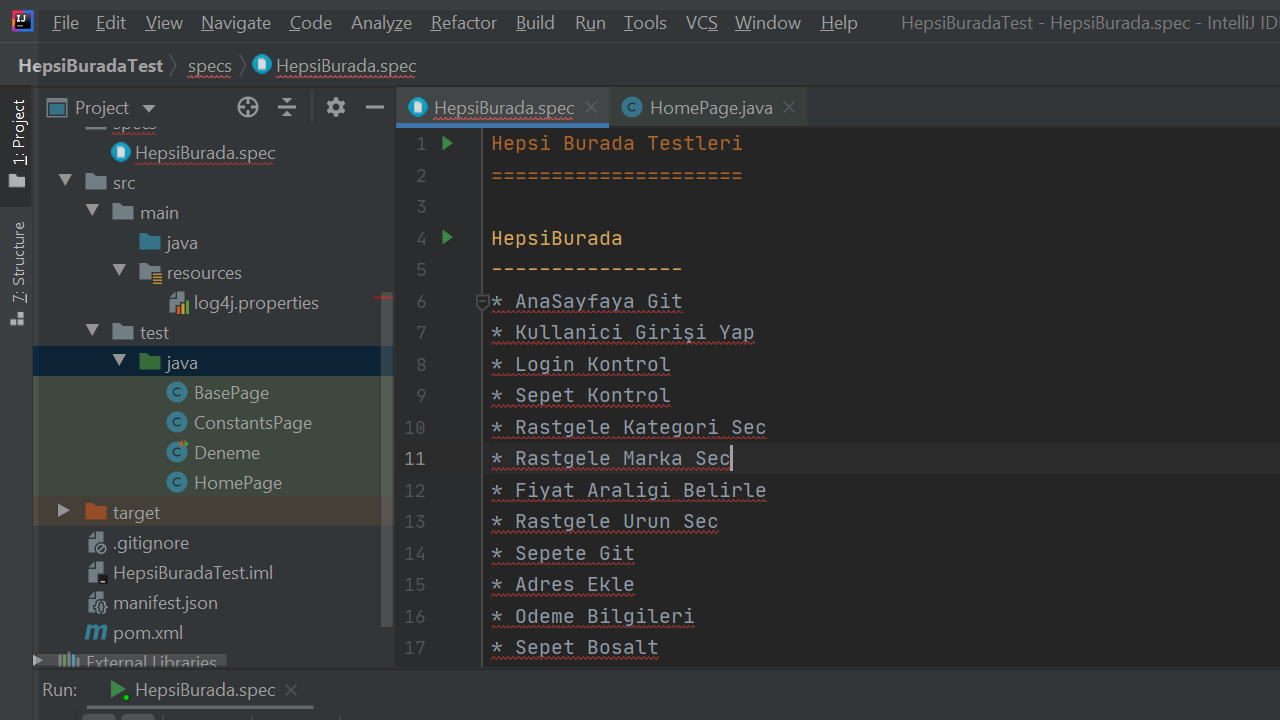 File Edit View Navigate Code Analyze Refactor Build Run Tools VCS Window Help HepsiBuradaTest - HepsiBurada.spec - IntelliJ ID
HepsiBuradaTest specs HepsiBurada.spec
1: Project
7: Structure
Project
specs
HepsiBurada.spec
src
main
java
resources
log4j.properties
test
java
BasePage
ConstantsPage
Deneme
HomePage
target
.gitignore
HepsiBuradaTest.iml
manifest.json
pom.xml
External Libraries
HepsiBurada.spec HomePage.java
1 Hepsi Burada Testleri
2 =====================
3
4 HepsiBurada
5 ----------------
6 * AnaSayfaya Git
7 * Kullanici Girişi Yap
8 * Login Kontrol
9 * Sepet Kontrol
10 * Rastgele Kategori Sec
11 * Rastgele Marka Sec
12 * Fiyat Araligi Belirle
13 * Rastgele Urun Sec
14 * Sepete Git
15 * Adres Ekle
16 * Odeme Bilgileri
17 * Sepet Bosalt
Run: HepsiBurada.spec